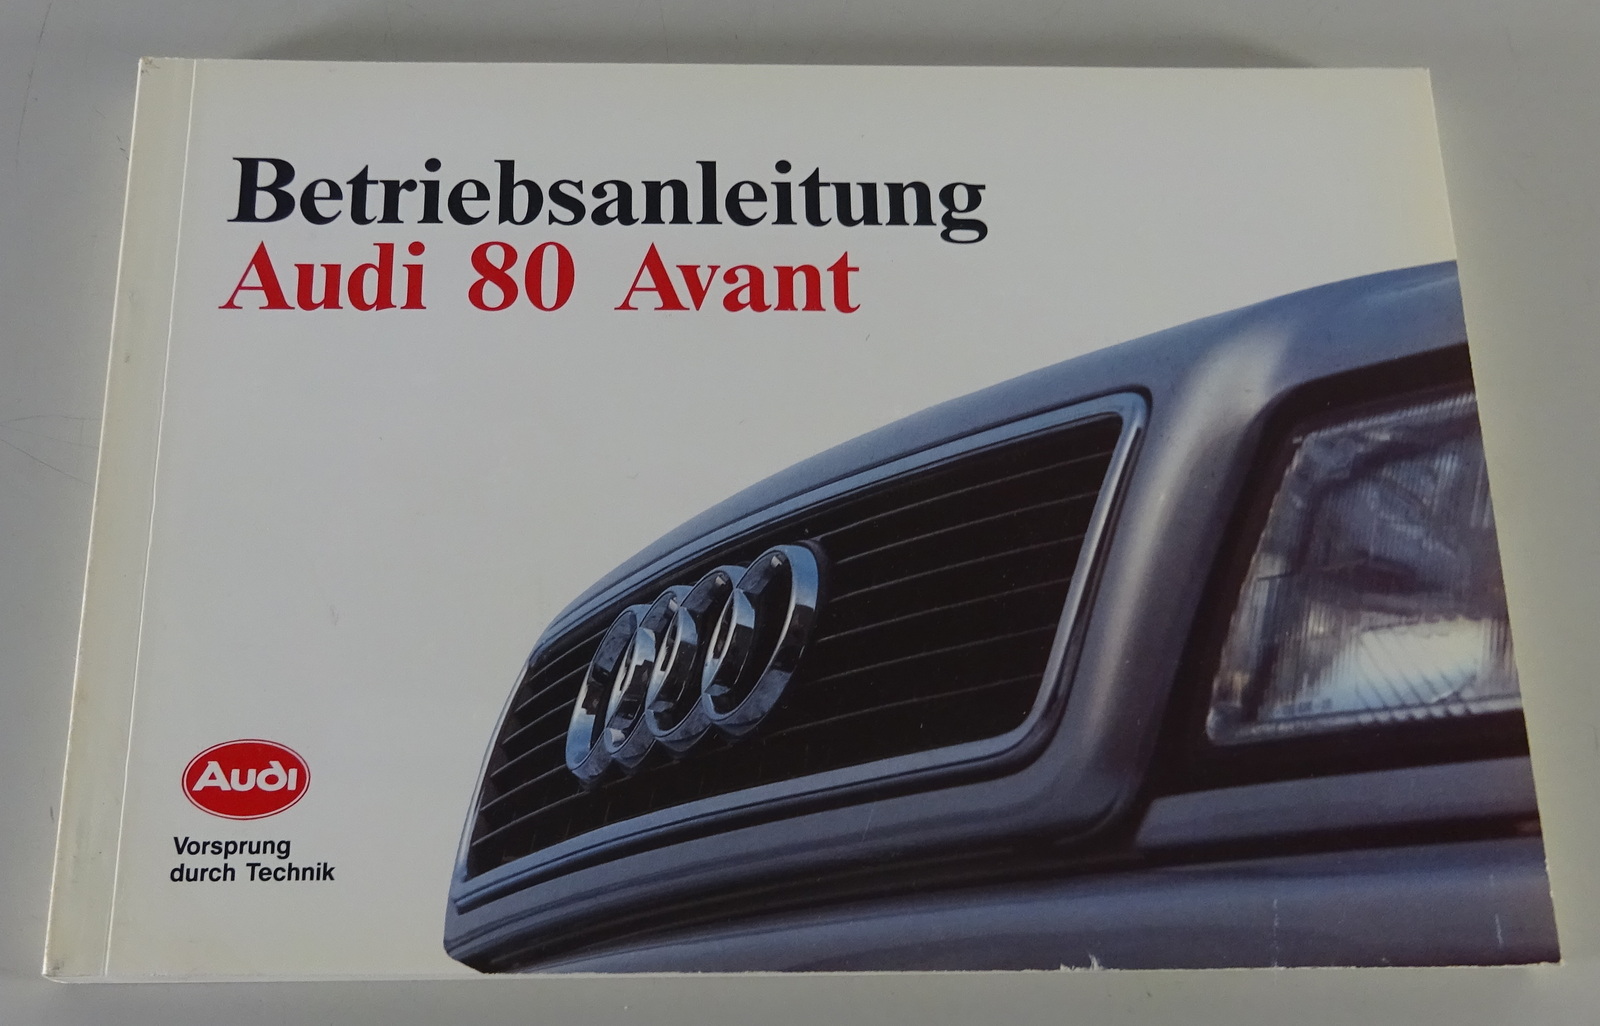 Betriebsanleitung
Audi 80 Avant
Audi
Vorsprung
durch Technik